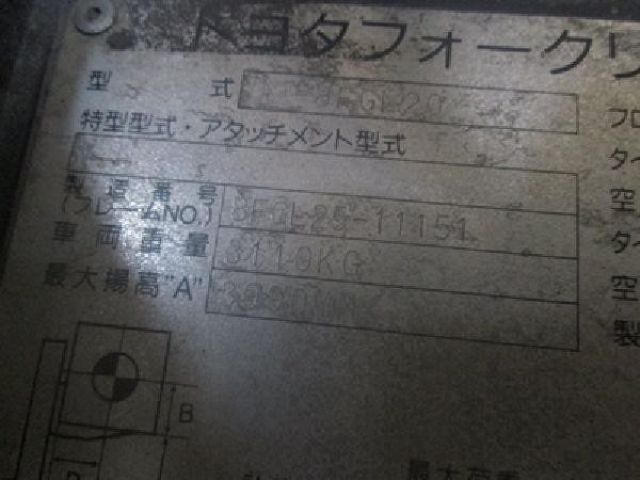 トヨタフォークリ
型式
特型型式・アタッチメント型式
製造番号
(フレームNO.) 5FGL25-11151
車両重量 3110KG
最大揚高"A"
フロ
タイ
空
タイ
空
製
B